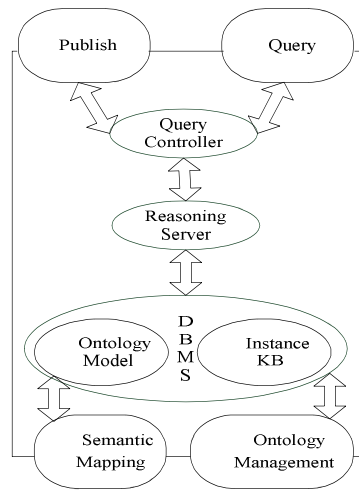 Publish
Query
Query
Controller
Reasoning
Server
D
B
M
S
Ontology
Model
Instance
KB
Semantic
Mapping
Ontology
Management